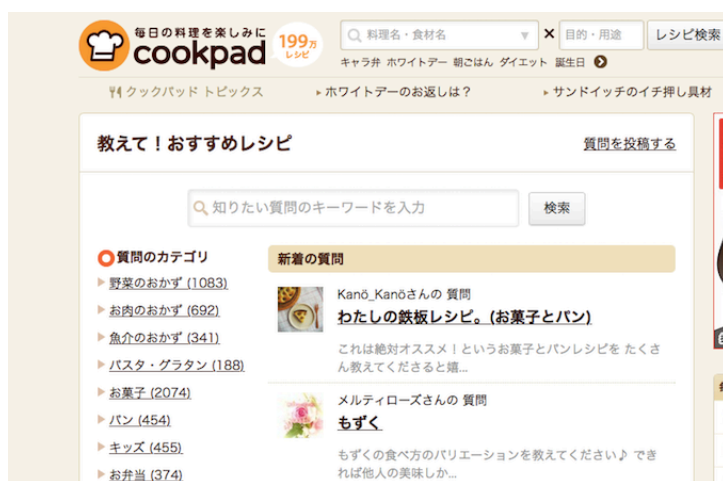 毎日の料理を楽しみに
cookpad
199万
レシピ
料理名・食材名
×
目的・用途
レシピ検索
キャラ弁 ホワイトデー 朝ごはん ダイエット 誕生日
クックパッド トピックス
ホワイトデーのお返しは?
サンドイッチのイチ押し具材
教えて!おすすめレシピ
質問を投稿する
知りたい質問のキーワードを入力
検索
質問のカテゴリ
野菜のおかず (1083)
お肉のおかず (692)
魚介のおかず (341)
パスタ・グラタン (188)
お菓子 (2074)
パン (454)
キッズ (455)
お弁当 (374)
新着の質問
Kanö_Kanöさんの 質問
わたしの鉄板レシピ。(お菓子とパン)
これは絶対オススメ!というお菓子とパンレシピを たくさ
ん教えてくださると嬉...
メルティローズさんの 質問
もずく
もずくの食べ方のバリエーションを教えてください♪ でき
れば他人の美味しか...